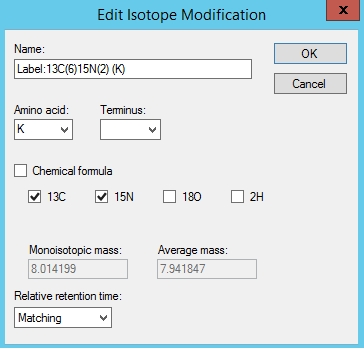 Edit Isotope Modification
x
Name:
OK
Label:13C(6)15N(2) (K)
Cancel
Amino acid: Terminus:
K
Chemical formula
13C 15N 18O 2H
Monoisotopic mass: Average mass:
8.014199 7.941847
Relative retention time:
Matching